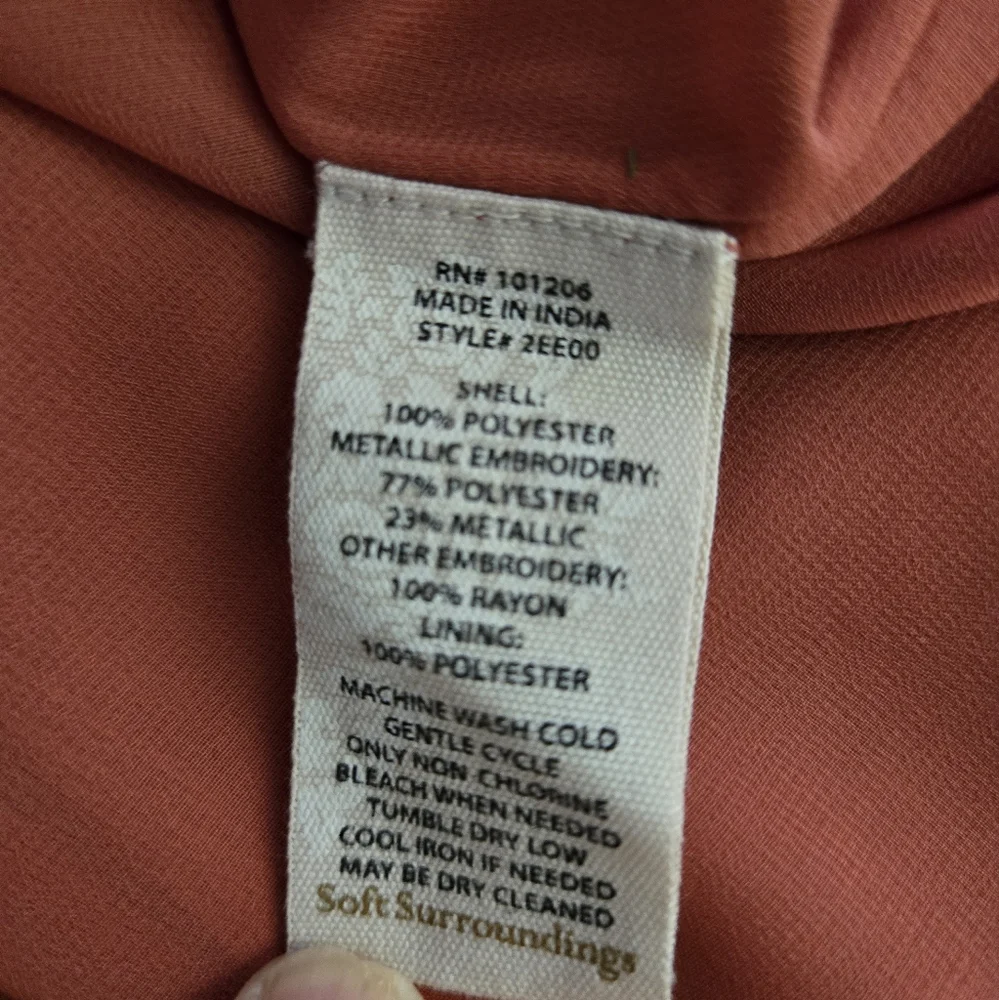 RN# 101206
MADE IN INDIA
STYLE# 2EE00
SHELL:
100% POLYESTER
METALLIC EMBROIDERY:
77% POLYESTER
23% METALLIC
OTHER EMBROIDERY:
100% RAYON
LINING:
100% POLYESTER
MACHINE WASH COLD
GENTLE CYCLE
ONLY NON-CHLORINE
BLEACH WHEN NEEDED
TUMBLE DRY LOW
COOL IRON IF NEEDED
MAY BE DRY CLEANED
Soft Surroundings